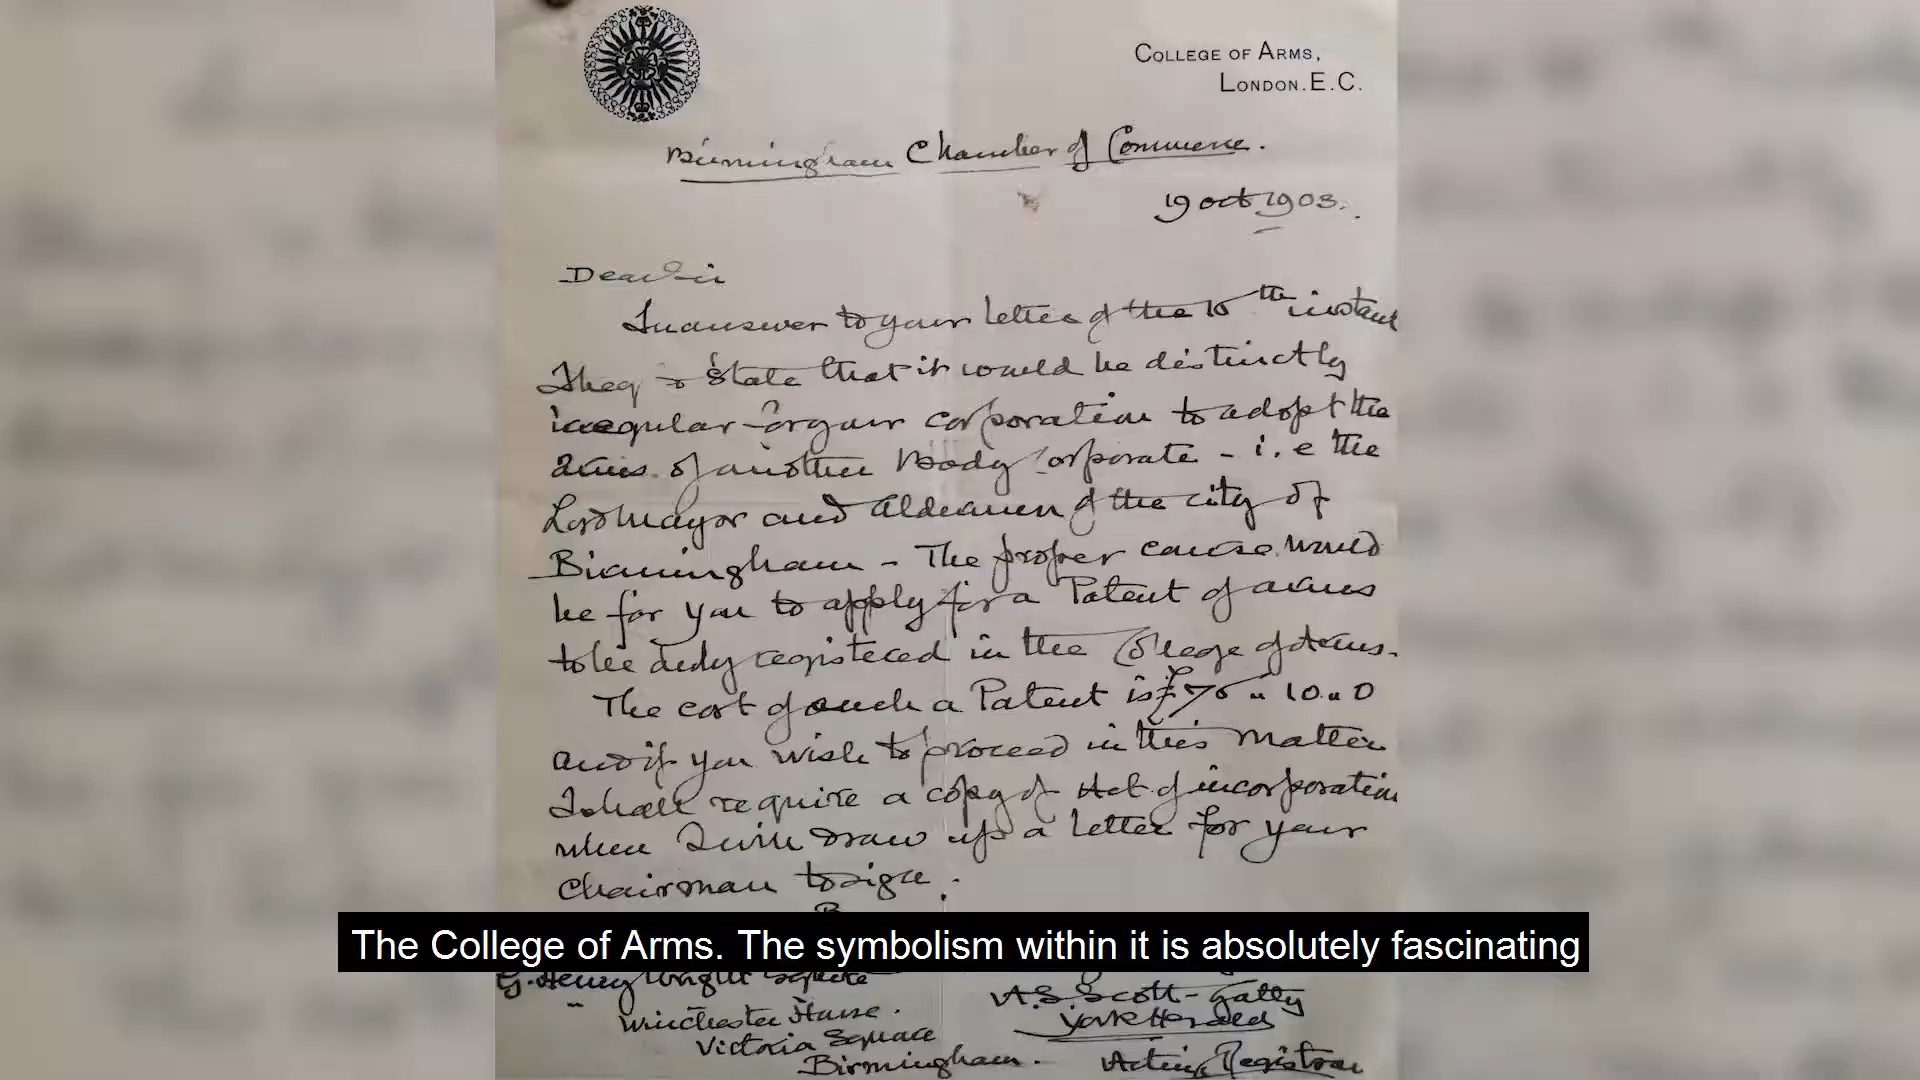 COLLEGE OF ARMS,
LONDON. E.C.
Birmingham Chamber of Commerce.
19 Oct 1903.
Dear Sir
In answer to your letter of the 15th instant
I beg to state that it would be distinctly
irregular for your corporation to adopt the
arms of another Body Corporate - i.e the
Lord Mayor and Aldermen of the city of
Birmingham - The proper course would
be for you to apply for a Patent of arms
to be duly registered in the College of Arms.
The cost of such a Patent is £76 " 10 " 0
and if you wish to proceed in this matter
I shall require a copy of Act of incorporation
when I will draw up a letter for your
Chairman to sign.
The College of Arms. The symbolism within it is absolutely fascinating
G. Henry Wright Esquire
Winchester House.
Victoria Square
Birmingham.
A.S. Scott-Gatty
York Herald
Acting Registrar